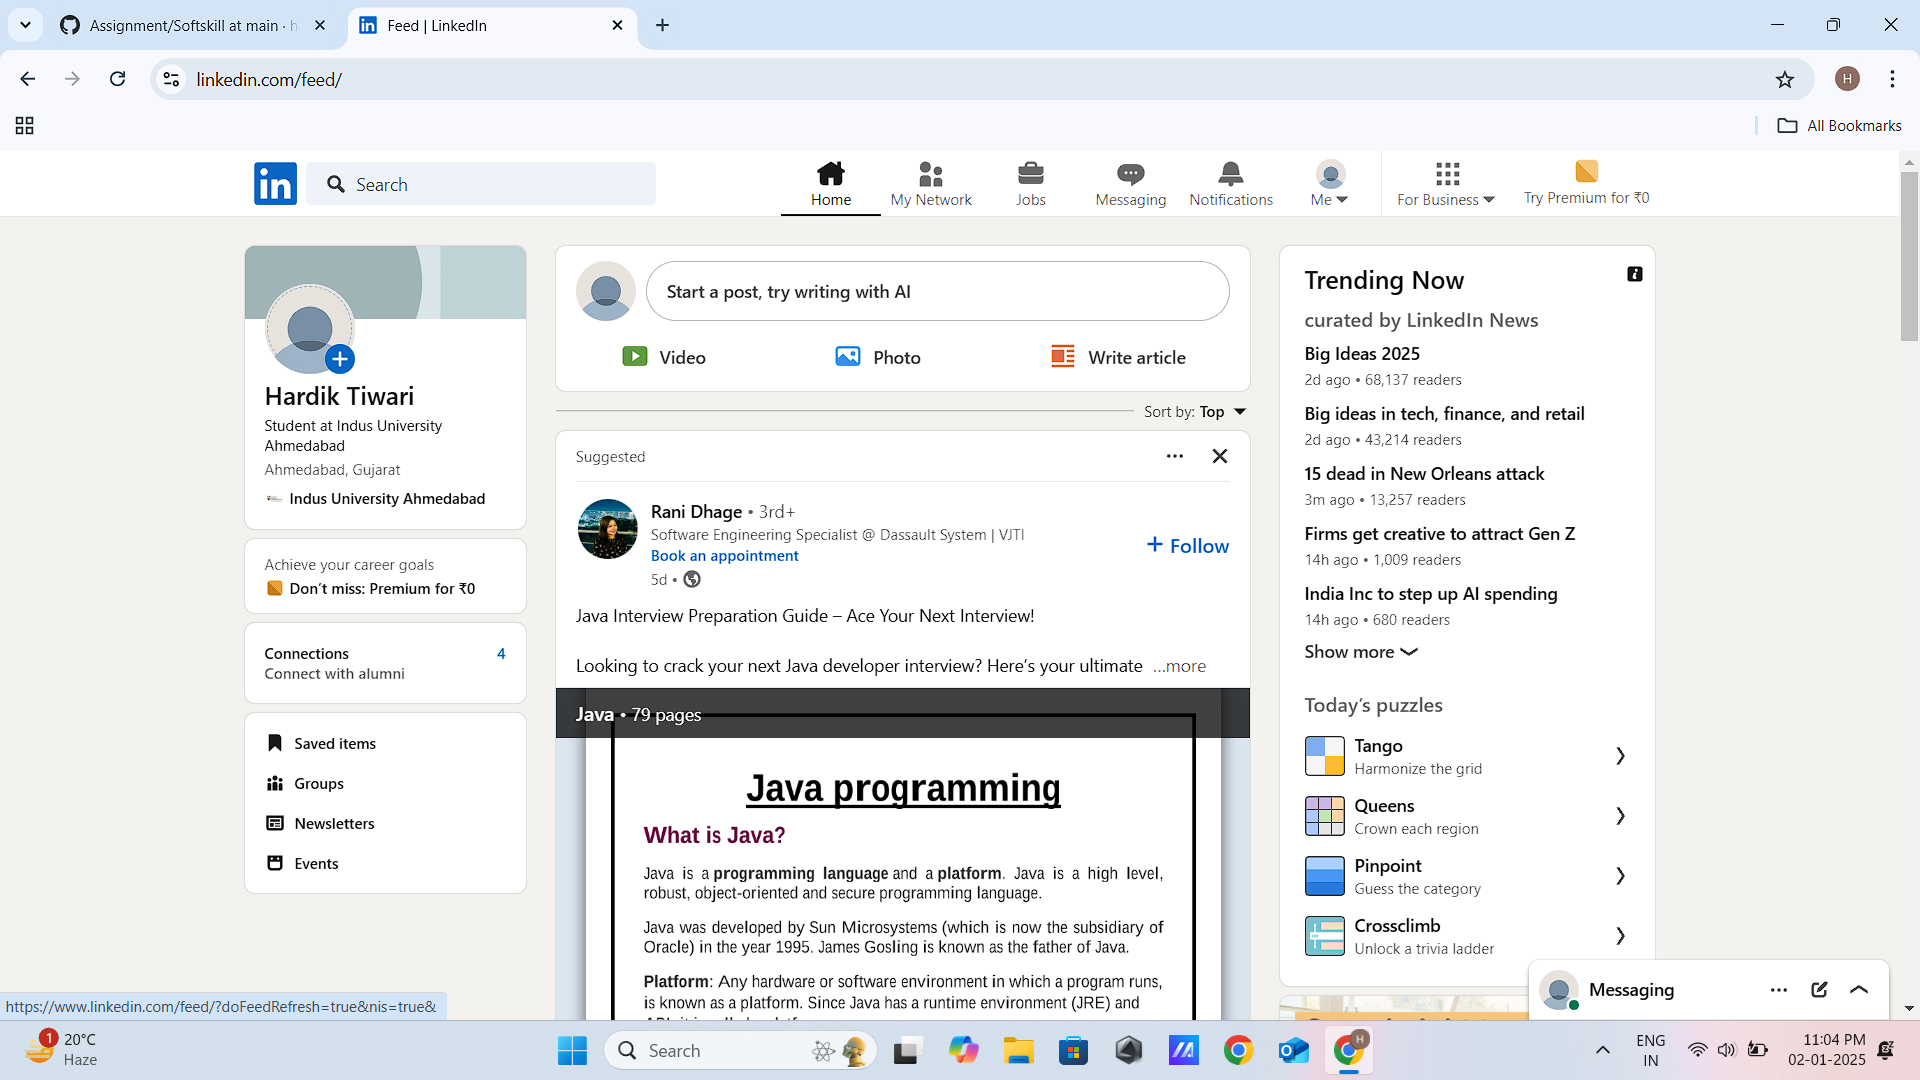 Assignment/Softskill at main · h
Feed | LinkedIn
linkedin.com/feed/
H
All Bookmarks
in
Search
Home
My Network
Jobs
Messaging
Notifications
Me
For Business
Try Premium for ₹0
Hardik Tiwari
Student at Indus University
Ahmedabad
Ahmedabad, Gujarat
Indus University Ahmedabad
Achieve your career goals
Don't miss: Premium for ₹0
Connections 4
Connect with alumni
Saved items
Groups
Newsletters
Events
Start a post, try writing with AI
Video
Photo
Write article
Sort by: Top
Suggested
Rani Dhage • 3rd+
Software Engineering Specialist @ Dassault System | VJTI
Book an appointment
5d •
+ Follow
Java Interview Preparation Guide – Ace Your Next Interview!
Looking to crack your next Java developer interview? Here's your ultimate ...more
Java • 79 pages
Java programming
What is Java?
Java is a programming language and a platform. Java is a high level,
robust, object-oriented and secure programming language.
Java was developed by Sun Microsystems (which is now the subsidiary of
Oracle) in the year 1995. James Gosling is known as the father of Java.
Platform: Any hardware or software environment in which a program runs,
is known as a platform. Since Java has a runtime environment (JRE) and
Trending Now
curated by LinkedIn News
Big Ideas 2025
2d ago • 68,137 readers
Big ideas in tech, finance, and retail
2d ago • 43,214 readers
15 dead in New Orleans attack
3m ago • 13,257 readers
Firms get creative to attract Gen Z
14h ago • 1,009 readers
India Inc to step up AI spending
14h ago • 680 readers
Show more
Today's puzzles
Tango
Harmonize the grid
Queens
Crown each region
Pinpoint
Guess the category
Crossclimb
Unlock a trivia ladder
Messaging
https://www.linkedin.com/feed/?doFeedRefresh=true&nis=true&
1
20°C
Haze
Search
H
ENG
IN
11:04 PM
02-01-2025